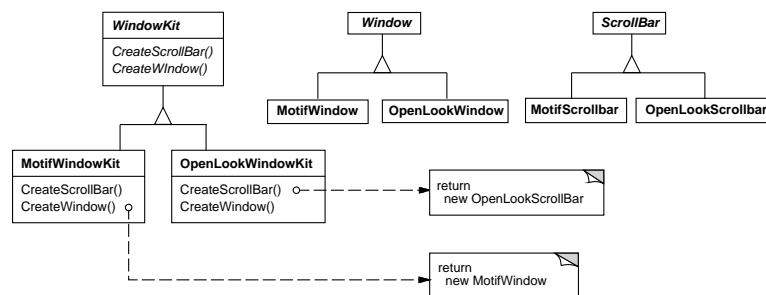 WindowKit
CreateScrollBar()
CreateWIndow()
Window
ScrollBar
MotifWindow
OpenLookWindow
MotifScrollbar
OpenLookScrollbar
MotifWindowKit
CreateScrollBar()
CreateWindow()
OpenLookWindowKit
CreateScrollBar()
CreateWindow()
return
new OpenLookScrollBar
return
new MotifWindow